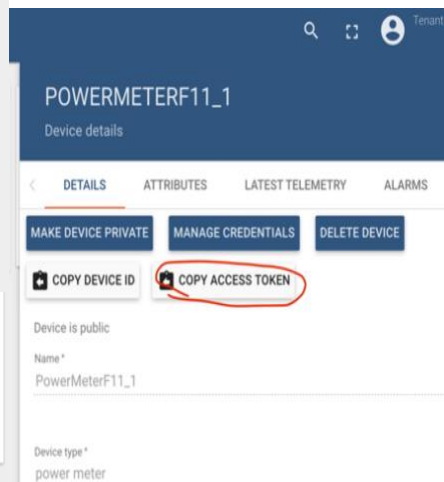 Tenant
POWERMETERF11_1
Device details
DETAILS ATTRIBUTES LATEST TELEMETRY ALARMS
MAKE DEVICE PRIVATE MANAGE CREDENTIALS DELETE DEVICE
COPY DEVICE ID COPY ACCESS TOKEN
Device is public
Name*
PowerMeterF11_1
Device type*
power meter